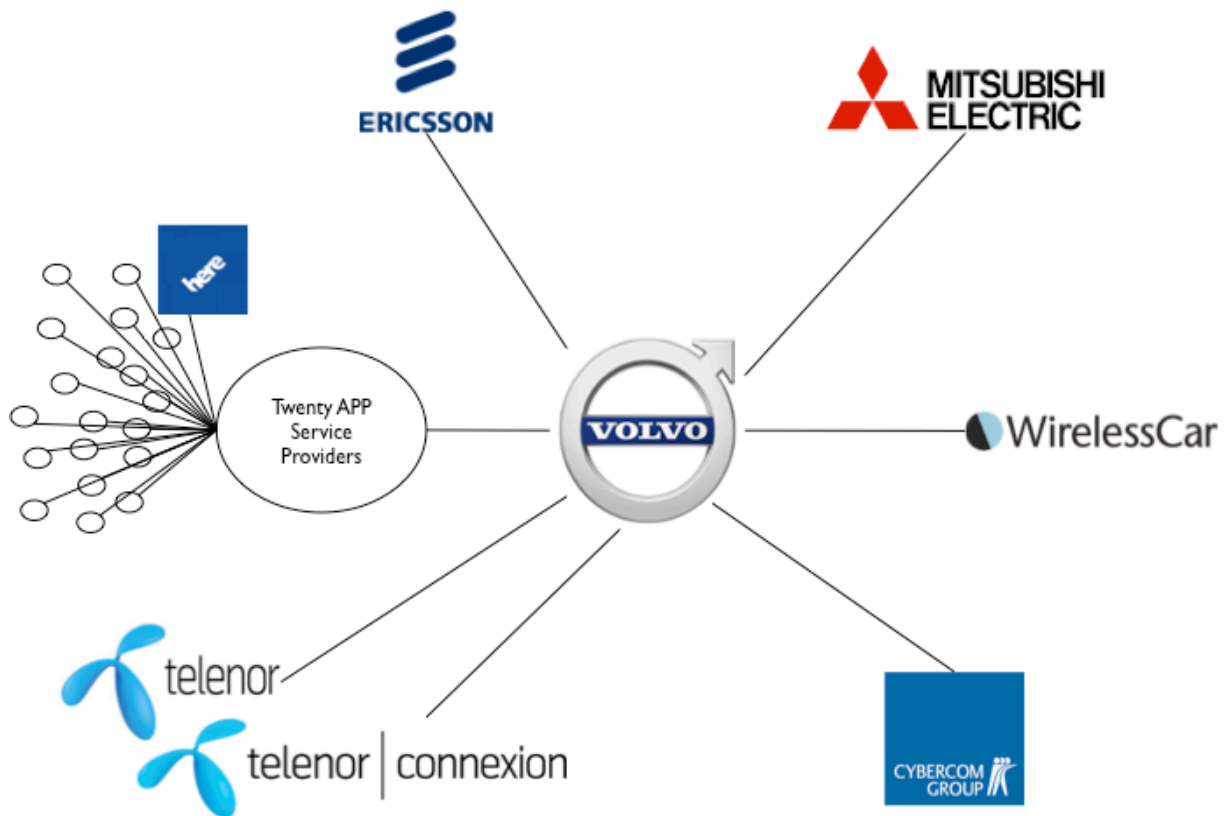 ERICSSON
MITSUBISHI
ELECTRIC
here
Twenty APP
Service
Providers
VOLVO
WirelessCar
telenor
telenor | connexion
CYBERCOM
GROUP